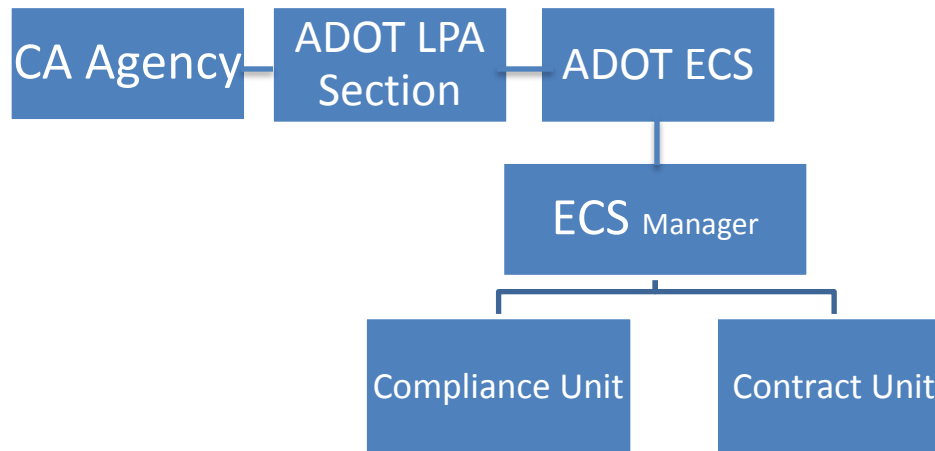 CA Agency
ADOT LPA
Section
ADOT ECS
ECS Manager
Compliance Unit
Contract Unit